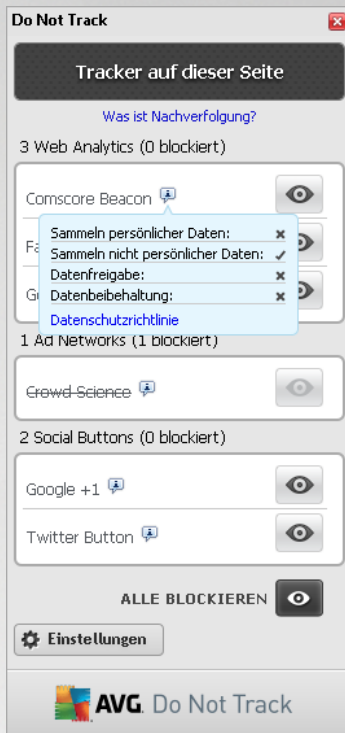 Do Not Track
Tracker auf dieser Seite
Was ist Nachverfolgung?
3 Web Analytics (0 blockiert)
Comscore Beacon
Sammeln persönlicher Daten:
Sammeln nicht persönlicher Daten:
Datenfreigabe:
Datenbeibehaltung:
Datenschutzrichtlinie
1 Ad Networks (1 blockiert)
Crowd Science
2 Social Buttons (0 blockiert)
Google +1
Twitter Button
ALLE BLOCKIEREN
Einstellungen
AVG. Do Not Track